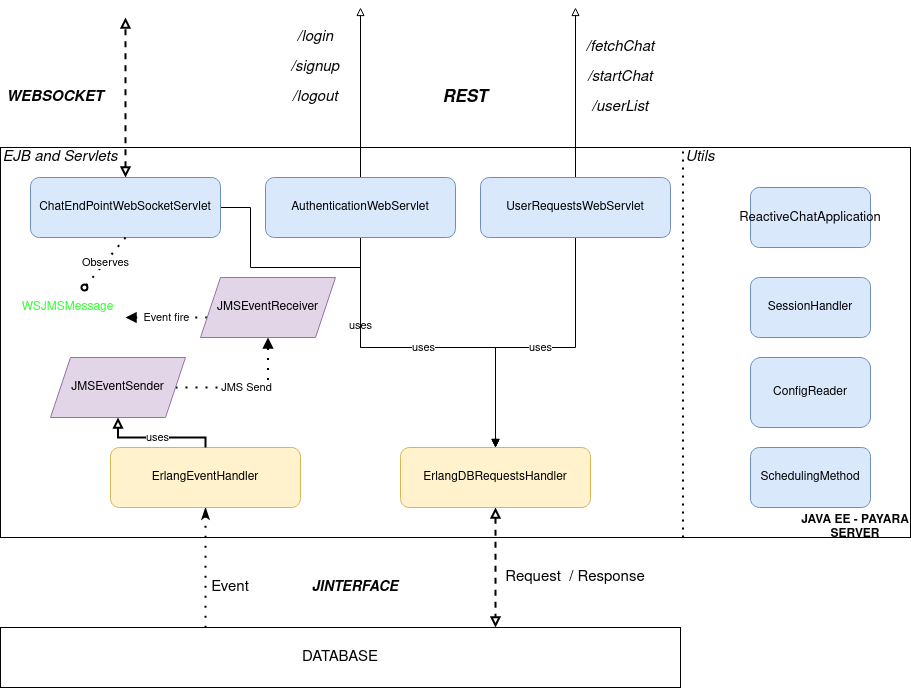 /login
/signup
/logout
/fetchChat
/startChat
/userList
WEBSOCKET
REST
EJB and Servlets
Utils
ChatEndPointWebSocketServlet
AuthenticationWebServlet
UserRequestsWebServlet
ReactiveChatApplication
Observes
WSJMSMessage
JMSEventReceiver
SessionHandler
Event fire
uses
uses
uses
JMSEventSender
JMS Send
ConfigReader
uses
ErlangEventHandler
ErlangDBRequestsHandler
SchedulingMethod
JAVA EE - PAYARA
SERVER
Event
JINTERFACE
Request / Response
DATABASE